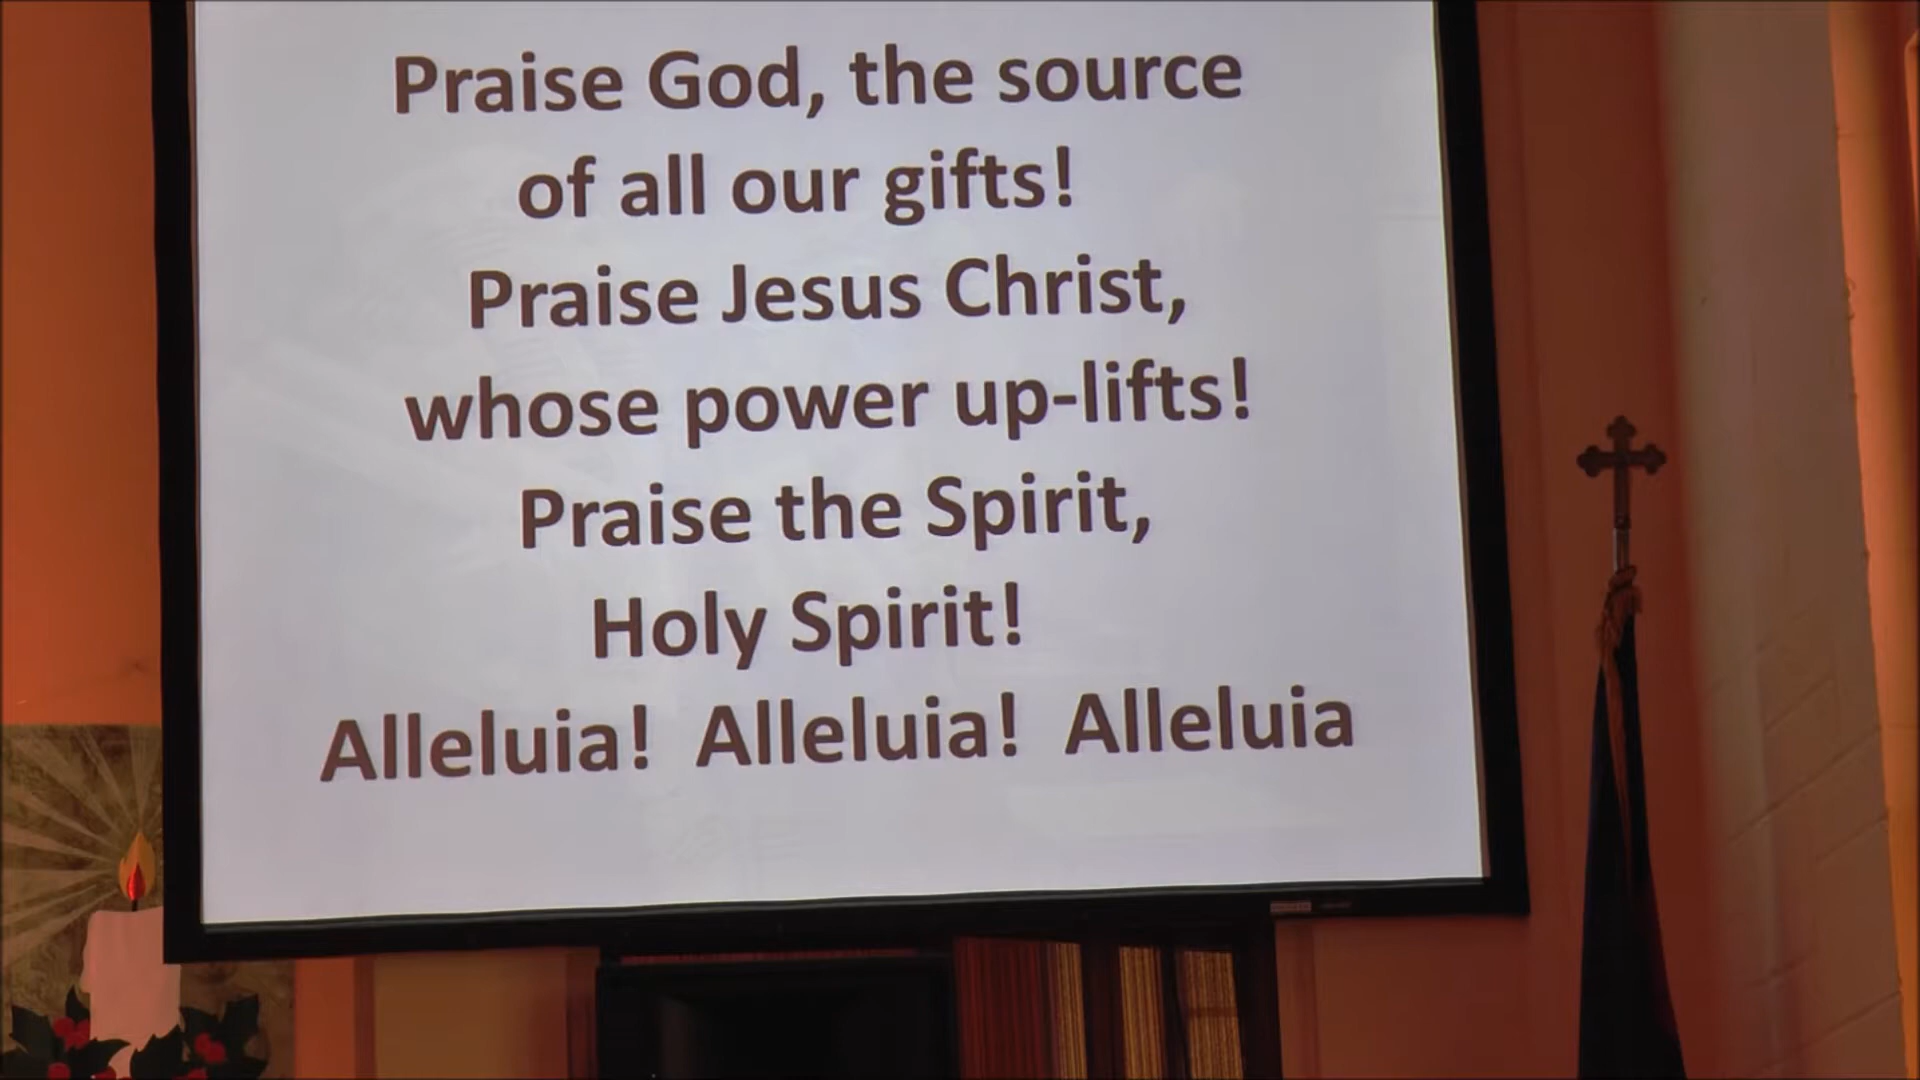 Praise God, the source
of all our gifts!
Praise Jesus Christ,
whose power up-lifts!
Praise the Spirit,
Holy Spirit!
Alleluia! Alleluia! Alleluia